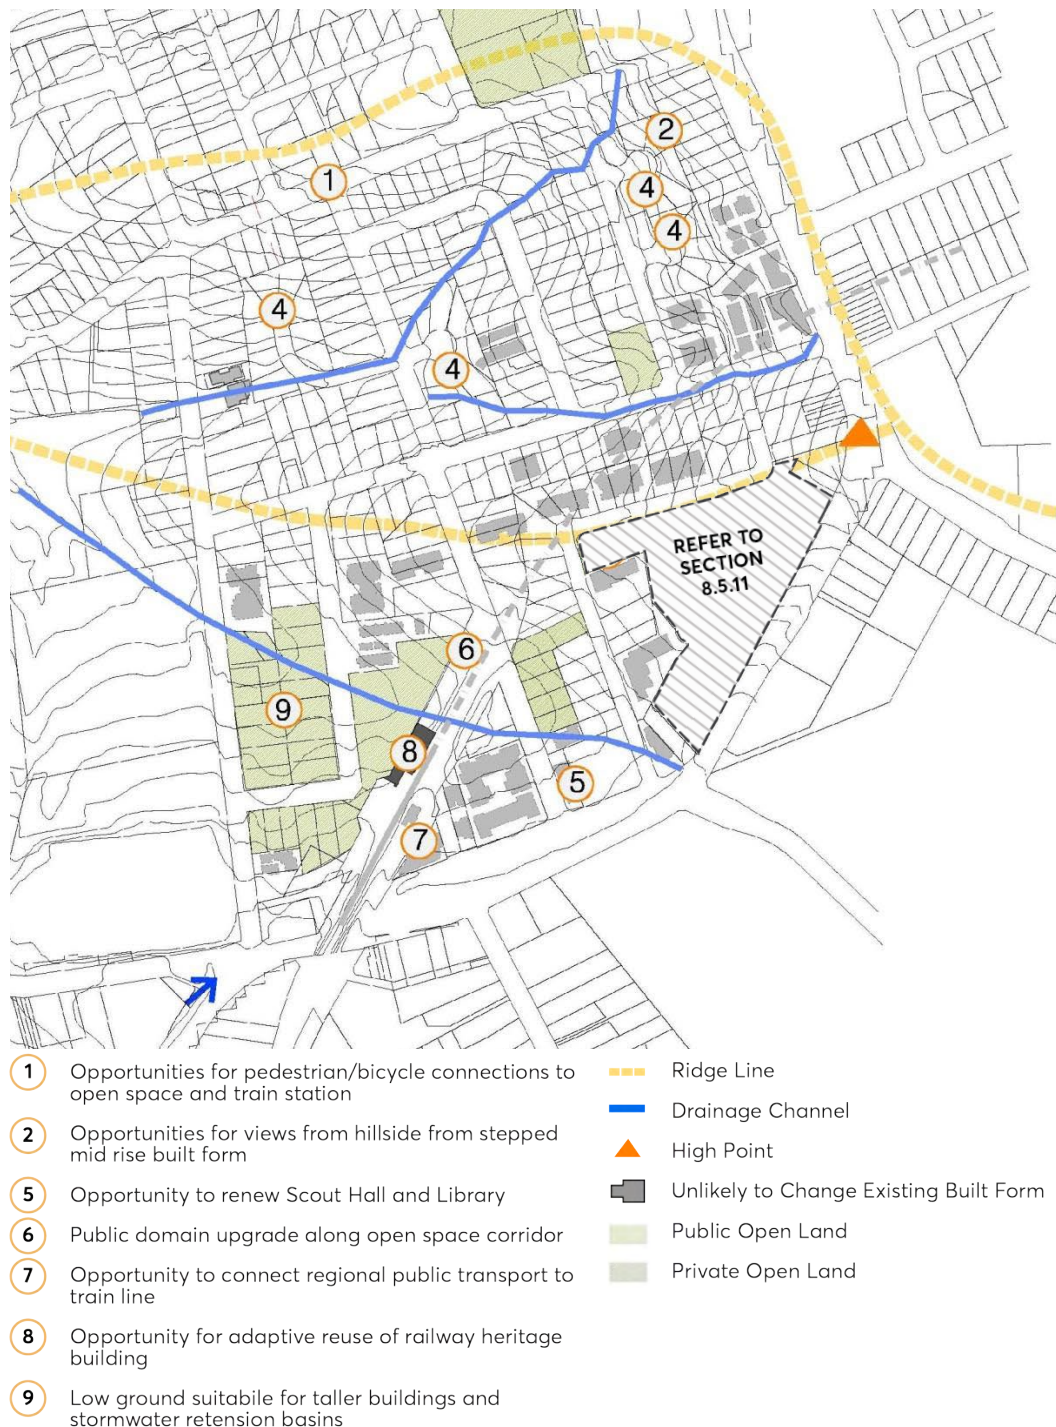 2
1
4
4
4
4
REFER TO
SECTION
8.5.11
6
9
8
5
7
1 Opportunities for pedestrian/bicycle connections to
open space and train station
2 Opportunities for views from hillside from stepped
mid rise built form
5 Opportunity to renew Scout Hall and Library
6 Public domain upgrade along open space corridor
7 Opportunity to connect regional public transport to
train line
8 Opportunity for adaptive reuse of railway heritage
building
9 Low ground suitabile for taller buildings and
stormwater retension basins
Ridge Line
Drainage Channel
High Point
Unlikely to Change Existing Built Form
Public Open Land
Private Open Land